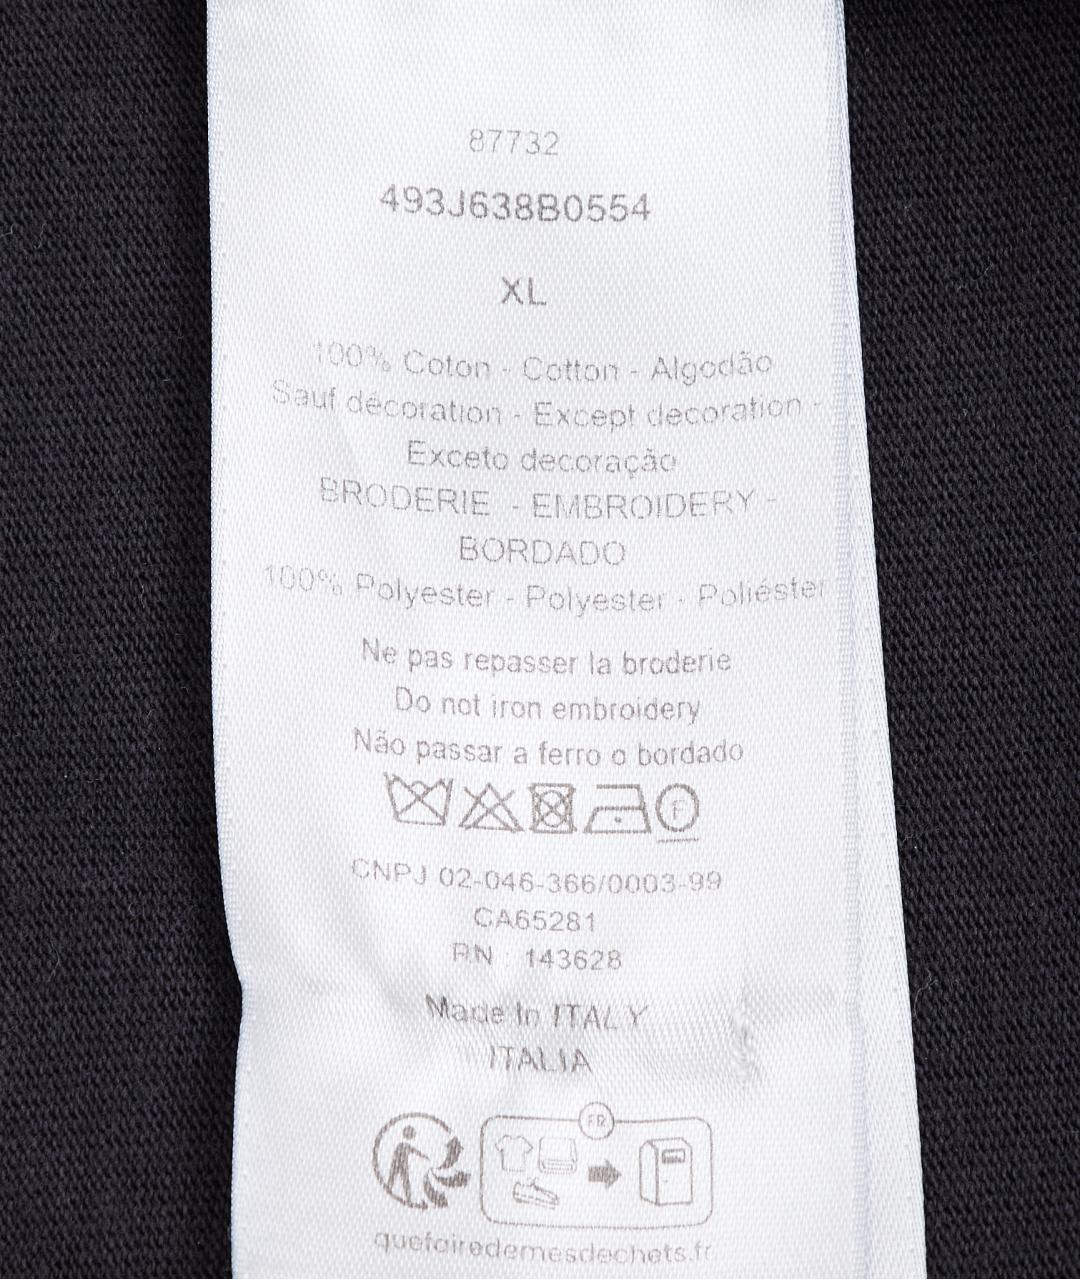 87732
493J638B0554
XL
100% Coton - Cotton - Algodão
Sauf décoration - Except decoration -
Exceto decoração
BRODERIE - EMBROIDERY -
BORDADO
100% Polyester - Polyester - Poliéster
Ne pas repasser la broderie
Do not iron embroidery
Não passar a ferro o bordado
F
CNPJ 02-046-366/0003-99
CA65281
RN : 143628
Made In ITALY
ITALIA
FR
quefairedemesdechets.fr